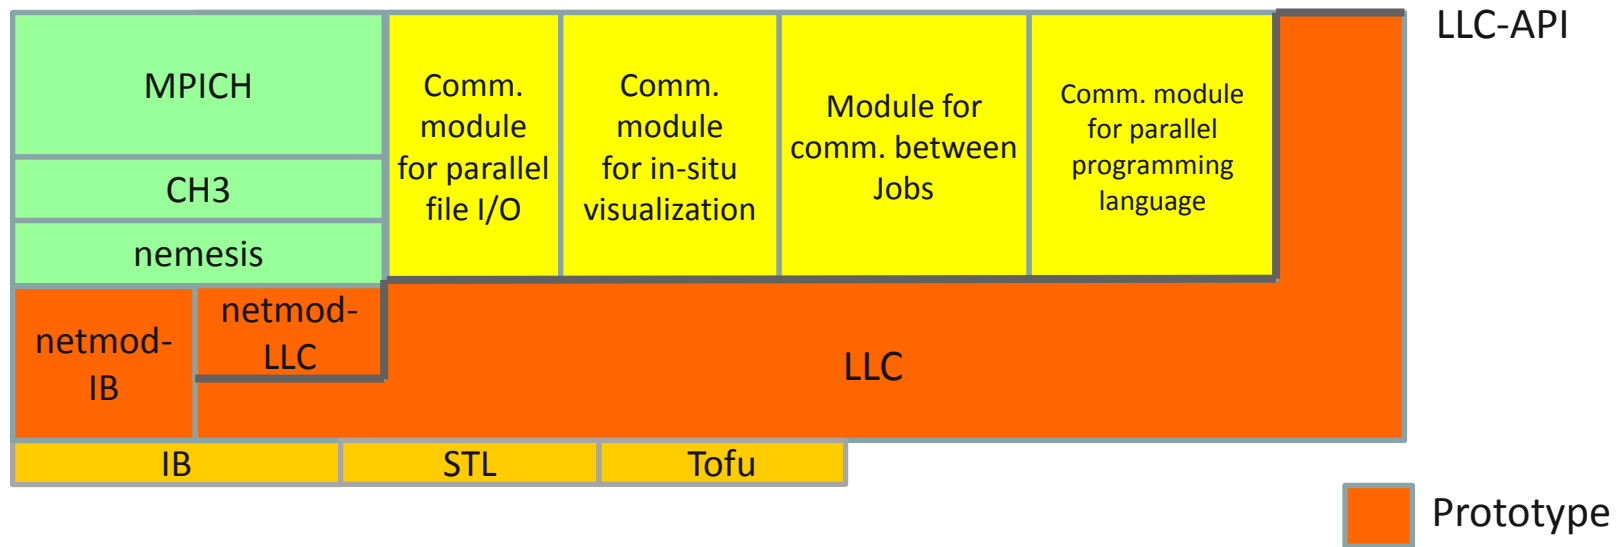 LLC-API
MPICH
CH3
nemesis
netmod-
IB
netmod-
LLC
Comm.
module
for parallel
file I/O
Comm.
module
for in-situ
visualization
Module for
comm. between
Jobs
Comm. module
for parallel
programming
language
LLC
IB
STL
Tofu
Prototype